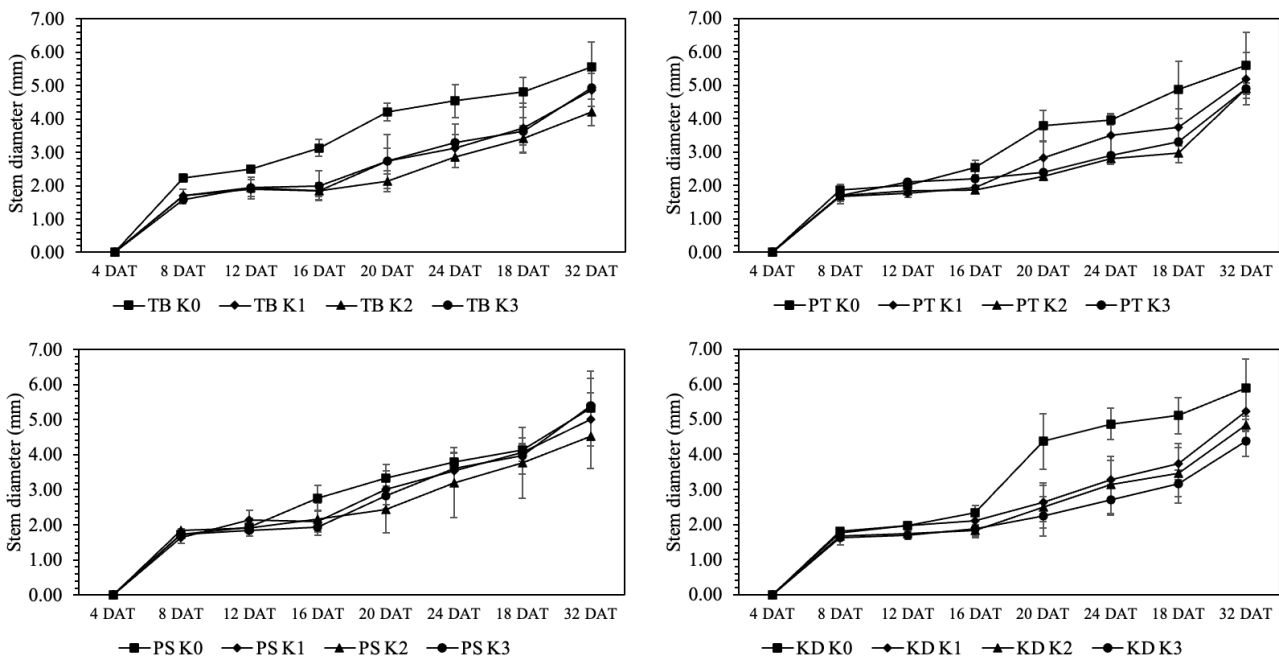 7.00
6.00
5.00
4.00
3.00
2.00
1.00
0.00
Stem diameter (mm)
4 DAT 8 DAT 12 DAT 16 DAT 20 DAT 24 DAT 18 DAT 32 DAT
TB K0 TB K1 TB K2 TB K3
7.00
6.00
5.00
4.00
3.00
2.00
1.00
0.00
Stem diameter (mm)
4 DAT 8 DAT 12 DAT 16 DAT 20 DAT 24 DAT 18 DAT 32 DAT
PT K0 PT K1 PT K2 PT K3
7.00
6.00
5.00
4.00
3.00
2.00
1.00
0.00
Stem diameter (mm)
4 DAT 8 DAT 12 DAT 16 DAT 20 DAT 24 DAT 18 DAT 32 DAT
PS K0 PS K1 PS K2 PS K3
7.00
6.00
5.00
4.00
3.00
2.00
1.00
0.00
Stem diameter (mm)
4 DAT 8 DAT 12 DAT 16 DAT 20 DAT 24 DAT 18 DAT 32 DAT
KD K0 KD K1 KD K2 KD K3